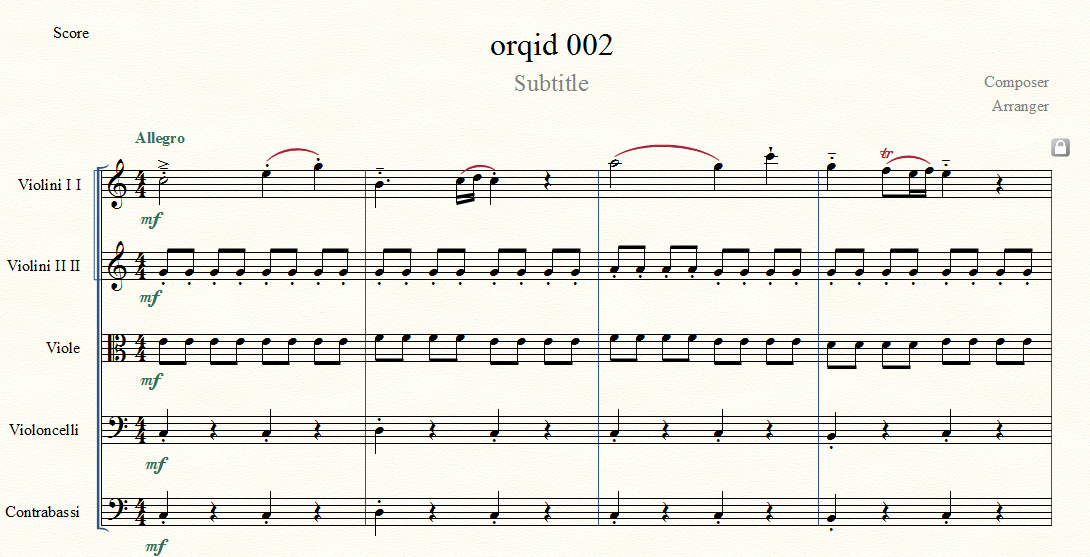 Score
orqid 002
Subtitle
Composer
Arranger
Allegro
Violini I I
tr
mf
Violini II II
mf
Viole
mf
Violoncelli
mf
Contrabassi
mf